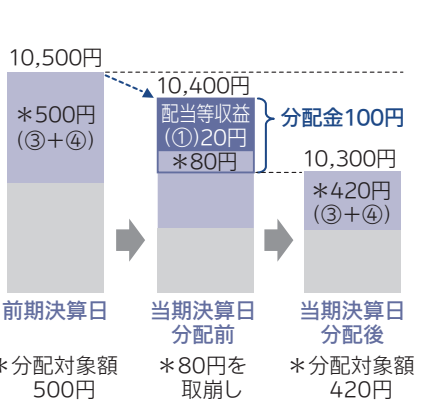 10,500円
＊500円
(③＋④)
前期決算日
＊分配対象額
500円
10,400円
配当等収益
(①)20円
＊80円
分配金100円
当期決算日
分配前
＊80円を
取崩し
10,300円
＊420円
(③＋④)
当期決算日
分配後
＊分配対象額
420円